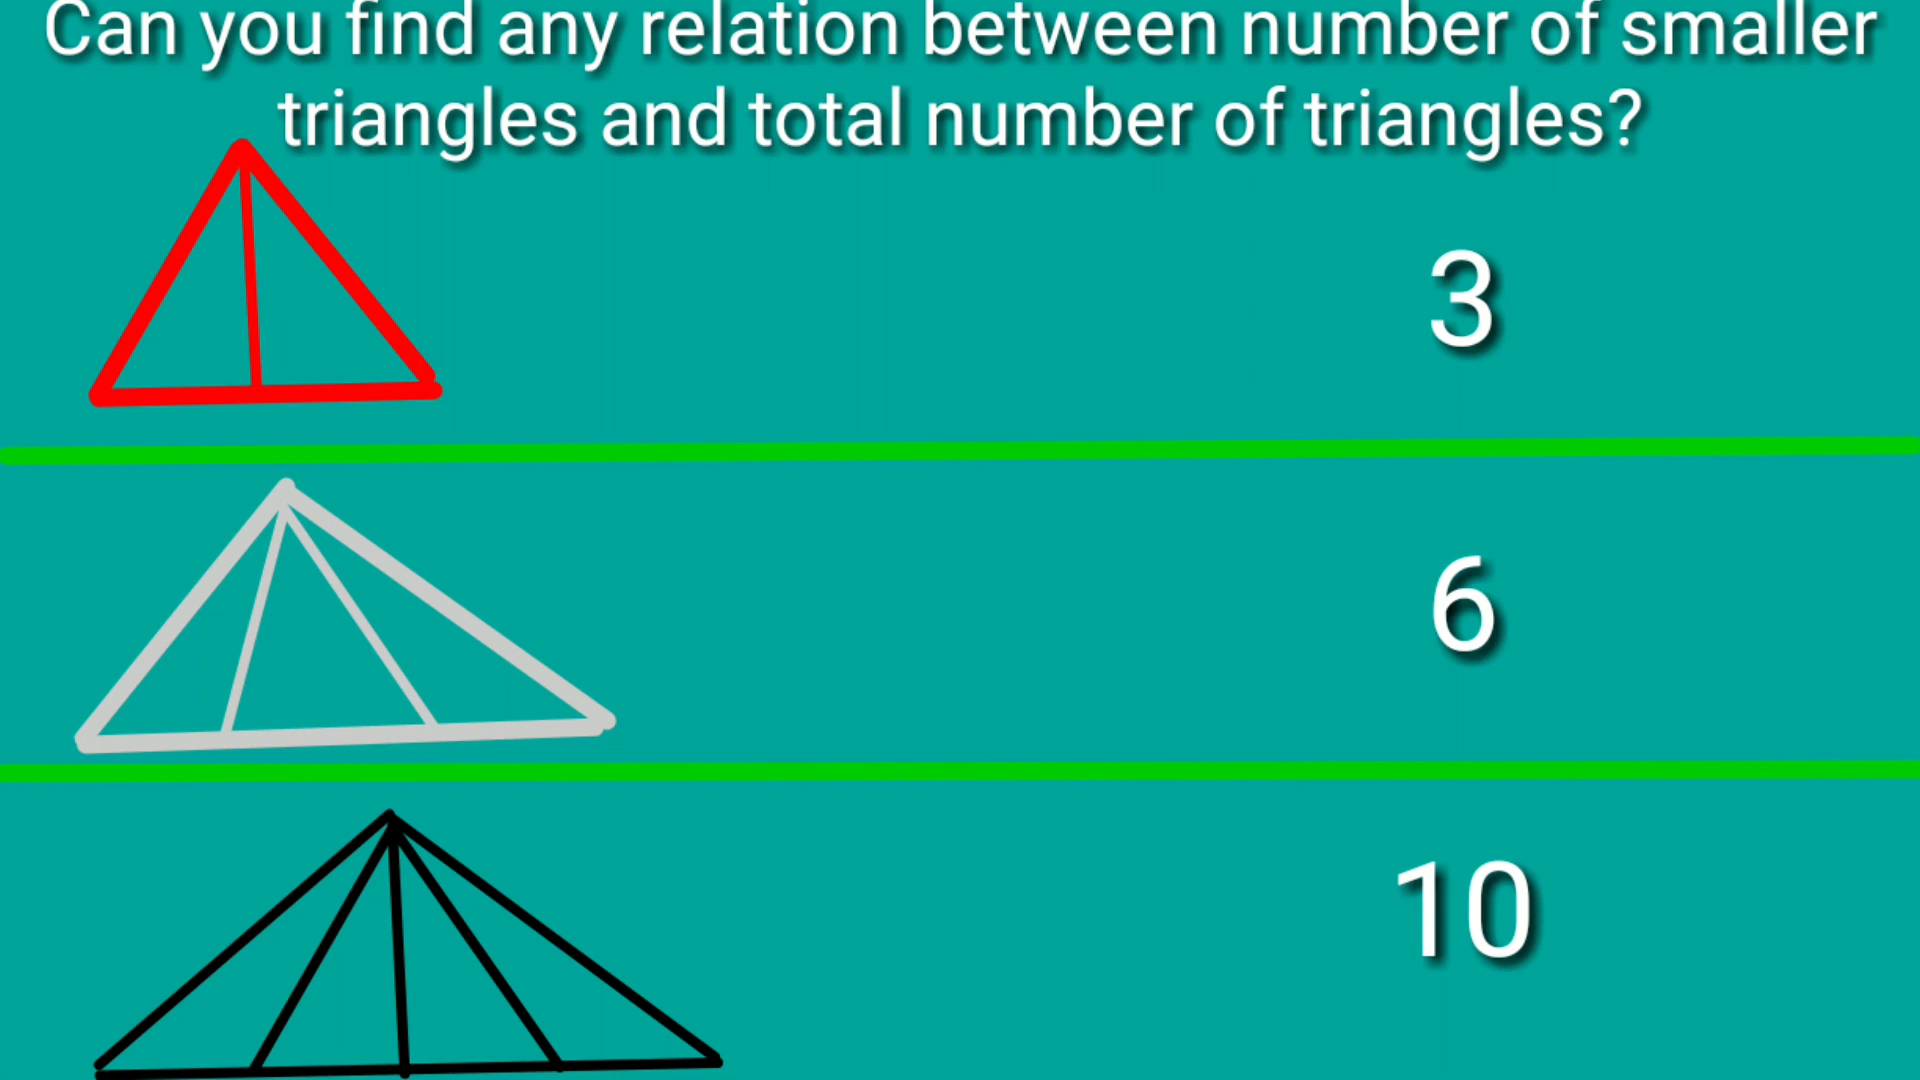 Can you find any relation between number of smaller
triangles and total number of triangles?
3
6
10